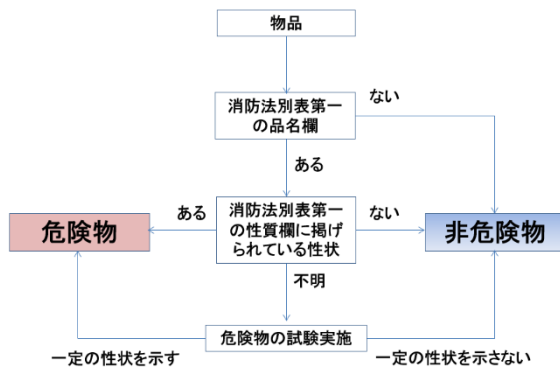 物品
消防法別表第一
の品名欄
ない
ある
ある
消防法別表第一
の性質欄に掲げ
られている性状
ない
危険物
非危険物
不明
危険物の試験実施
一定の性状を示す
一定の性状を示さない